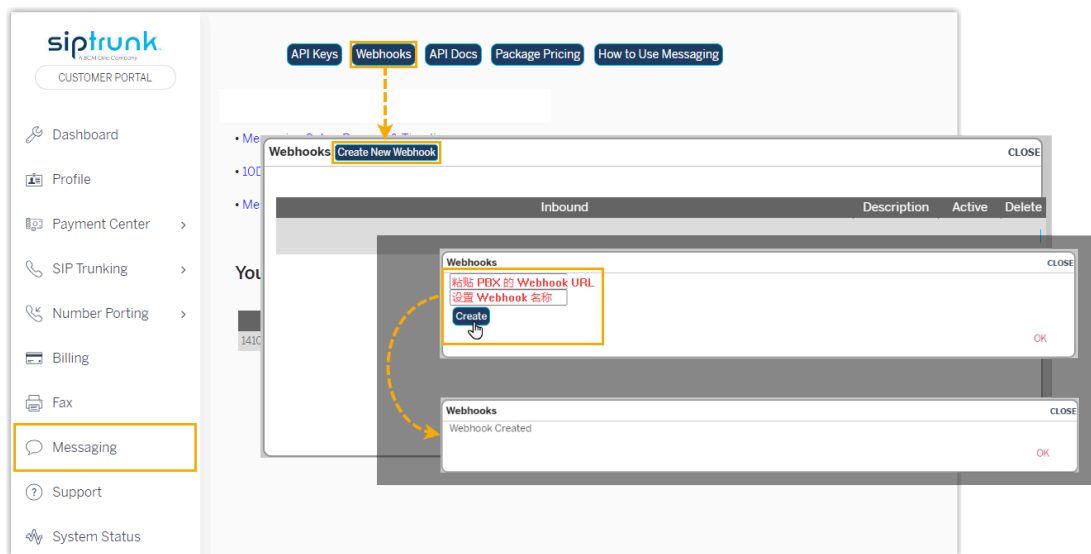 siptrunk.
A BCM One Company
CUSTOMER PORTAL
Dashboard
Profile
Payment Center
SIP Trunking
Number Porting
Billing
Fax
Messaging
Support
System Status
API Keys
Webhooks
API Docs
Package Pricing
How to Use Messaging
• Me
• 10D
• Me
You
1410
Webhooks Create New Webhook CLOSE
Inbound Description Active Delete
Webhooks CLOSE
粘贴 PBX 的 Webhook URL
设置 Webhook 名称
Create
OK
Webhooks CLOSE
Webhook Created
OK